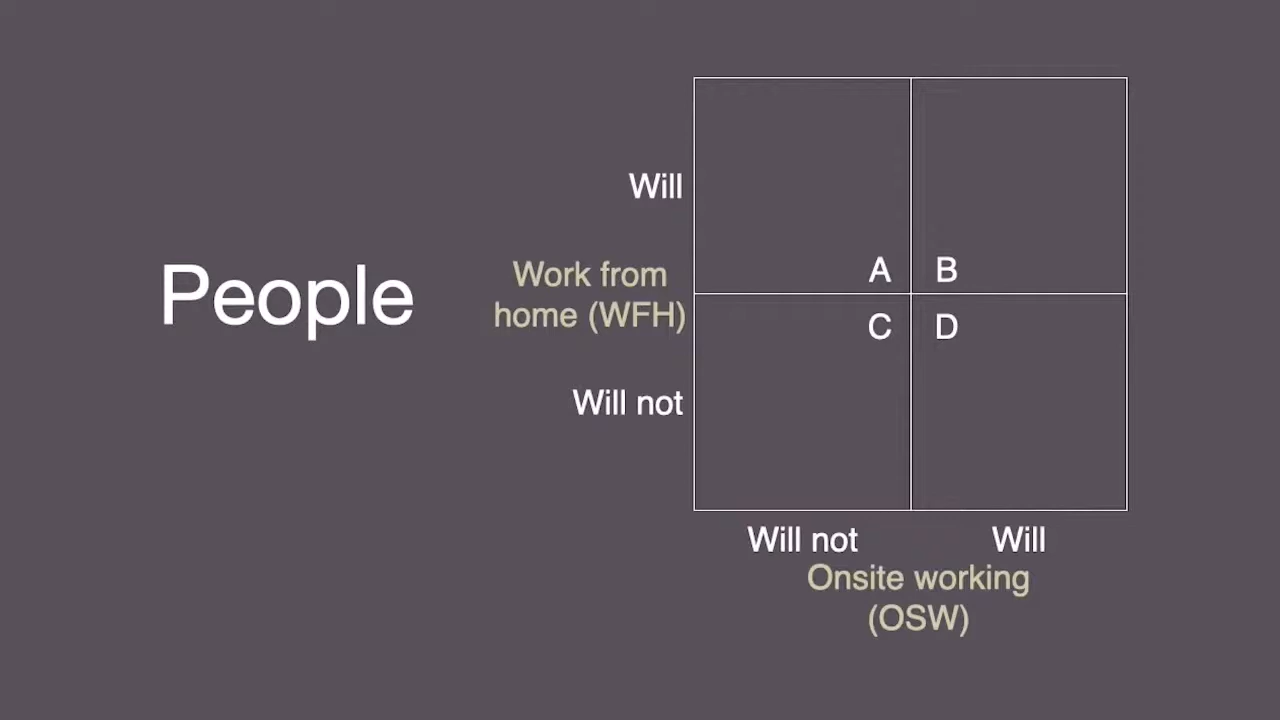 People
Will
Work from
home (WFH)
Will not
A
B
C
D
Will not
Will
Onsite working
(OSW)